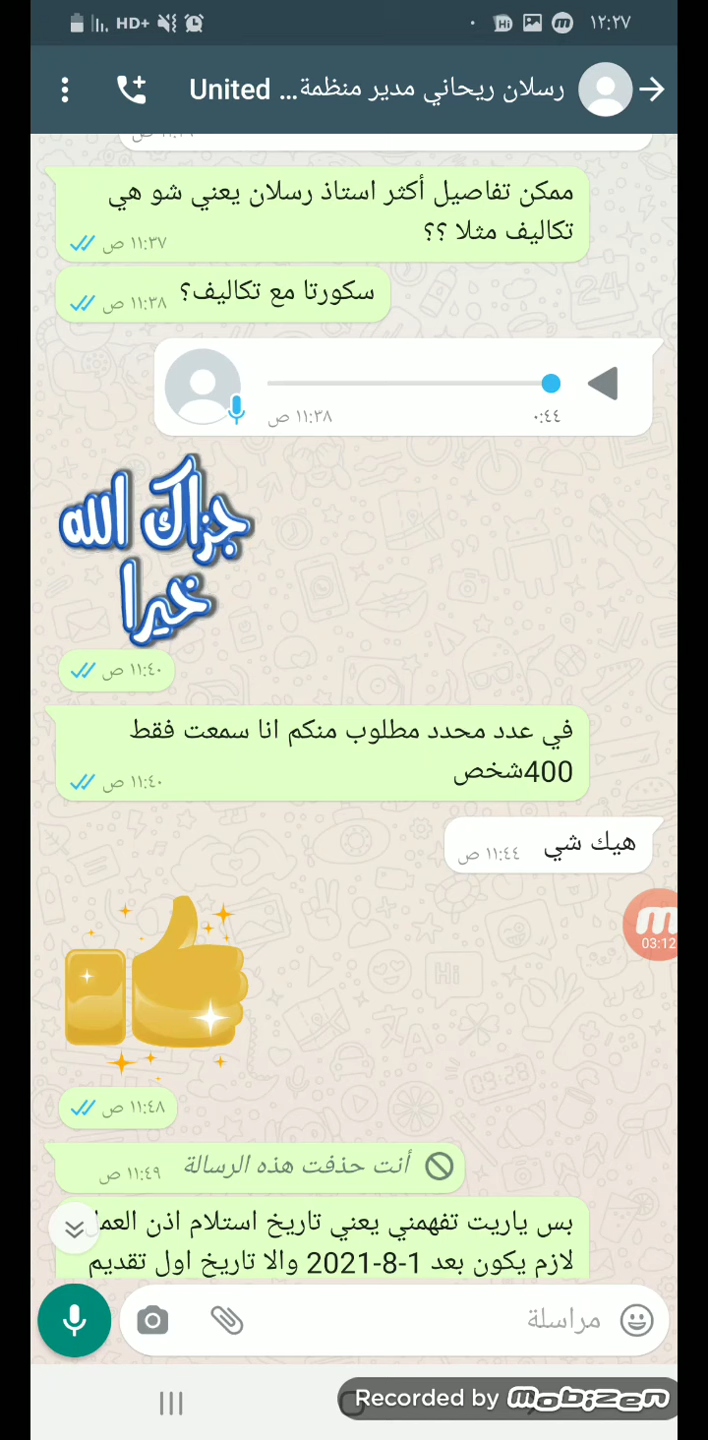 ١٢:٢٧
HD+
رسلان ريحاني مدير منظمة... United
ممكن تفاصيل أكثر استاذ رسلان يعني شو هي
تكاليف مثلا ؟؟
١١:٣٧ ص
سكورتا مع تكاليف؟
١١:٣٨ ص
٠:٤٤
١١:٣٨ ص
جزاك الله
خيرا
١١:٤٠ ص
في عدد محدد مطلوب منكم انا سمعت فقط
400شخص
١١:٤٠ ص
هيك شي
١١:٤٤ ص
03:12
١١:٤٨ ص
أنت حذفت هذه الرسالة
١١:٤٩ ص
بس ياريت تفهمني يعني تاريخ استلام اذن العمل
لازم يكون بعد 1-8-2021 والا تاريخ اول تقديم
مراسلة
Recorded by mobizen